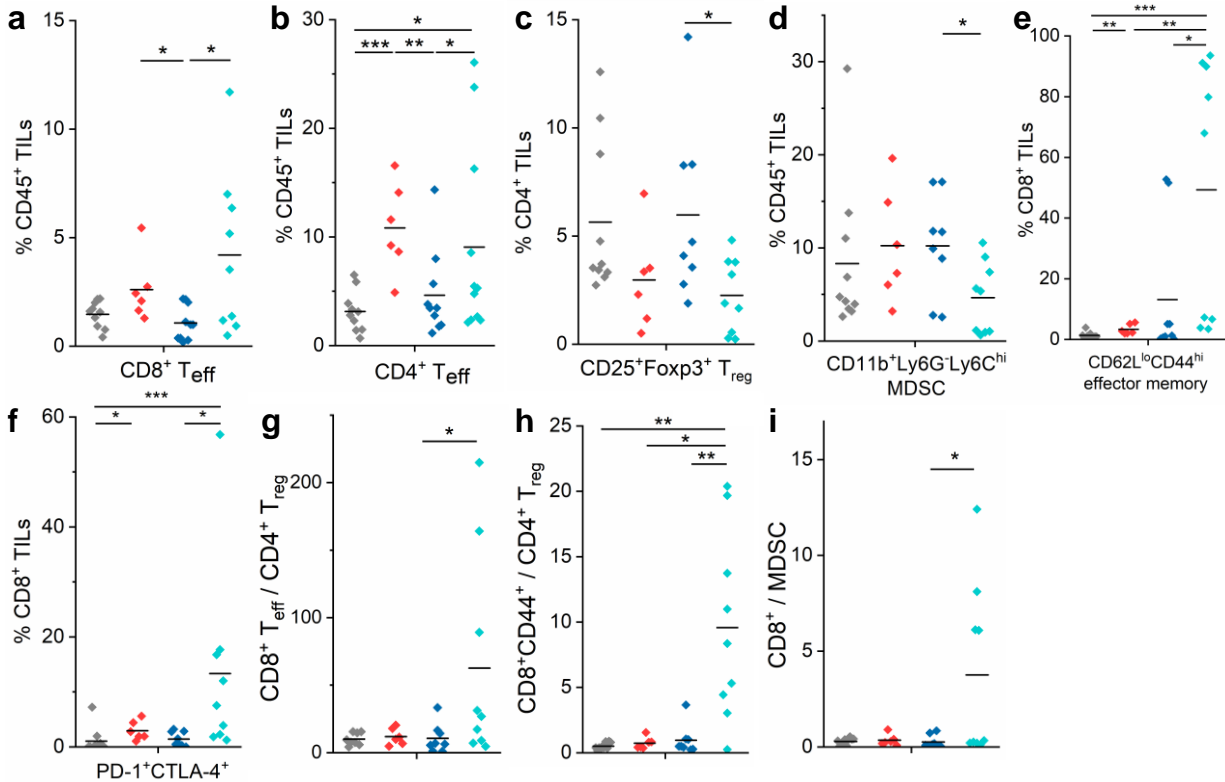 a
% CD45⁺ TILs
15
10
5
0
*
*
CD8⁺ Teff
b
% CD45⁺ TILs
30
20
10
0
*
***
**
*
CD4⁺ Teff
c
% CD4⁺ TILs
15
10
5
0
*
CD25⁺Foxp3⁺ Treg
d
% CD45⁺ TILs
30
20
10
0
*
CD11b⁺Ly6G⁻Ly6Cʰⁱ
MDSC
e
% CD8⁺ TILs
100
80
60
40
20
0
***
**
**
*
CD62LˡᵒCD44ʰⁱ
effector memory
f
% CD8⁺ TILs
60
40
20
0
***
*
*
PD-1⁺CTLA-4⁺
g
CD8⁺ Teff / CD4⁺ Treg
200
100
0
*
h
CD8⁺CD44⁺ / CD4⁺ Treg
25
20
15
10
5
0
**
*
**
i
CD8⁺ / MDSC
15
10
5
0
*